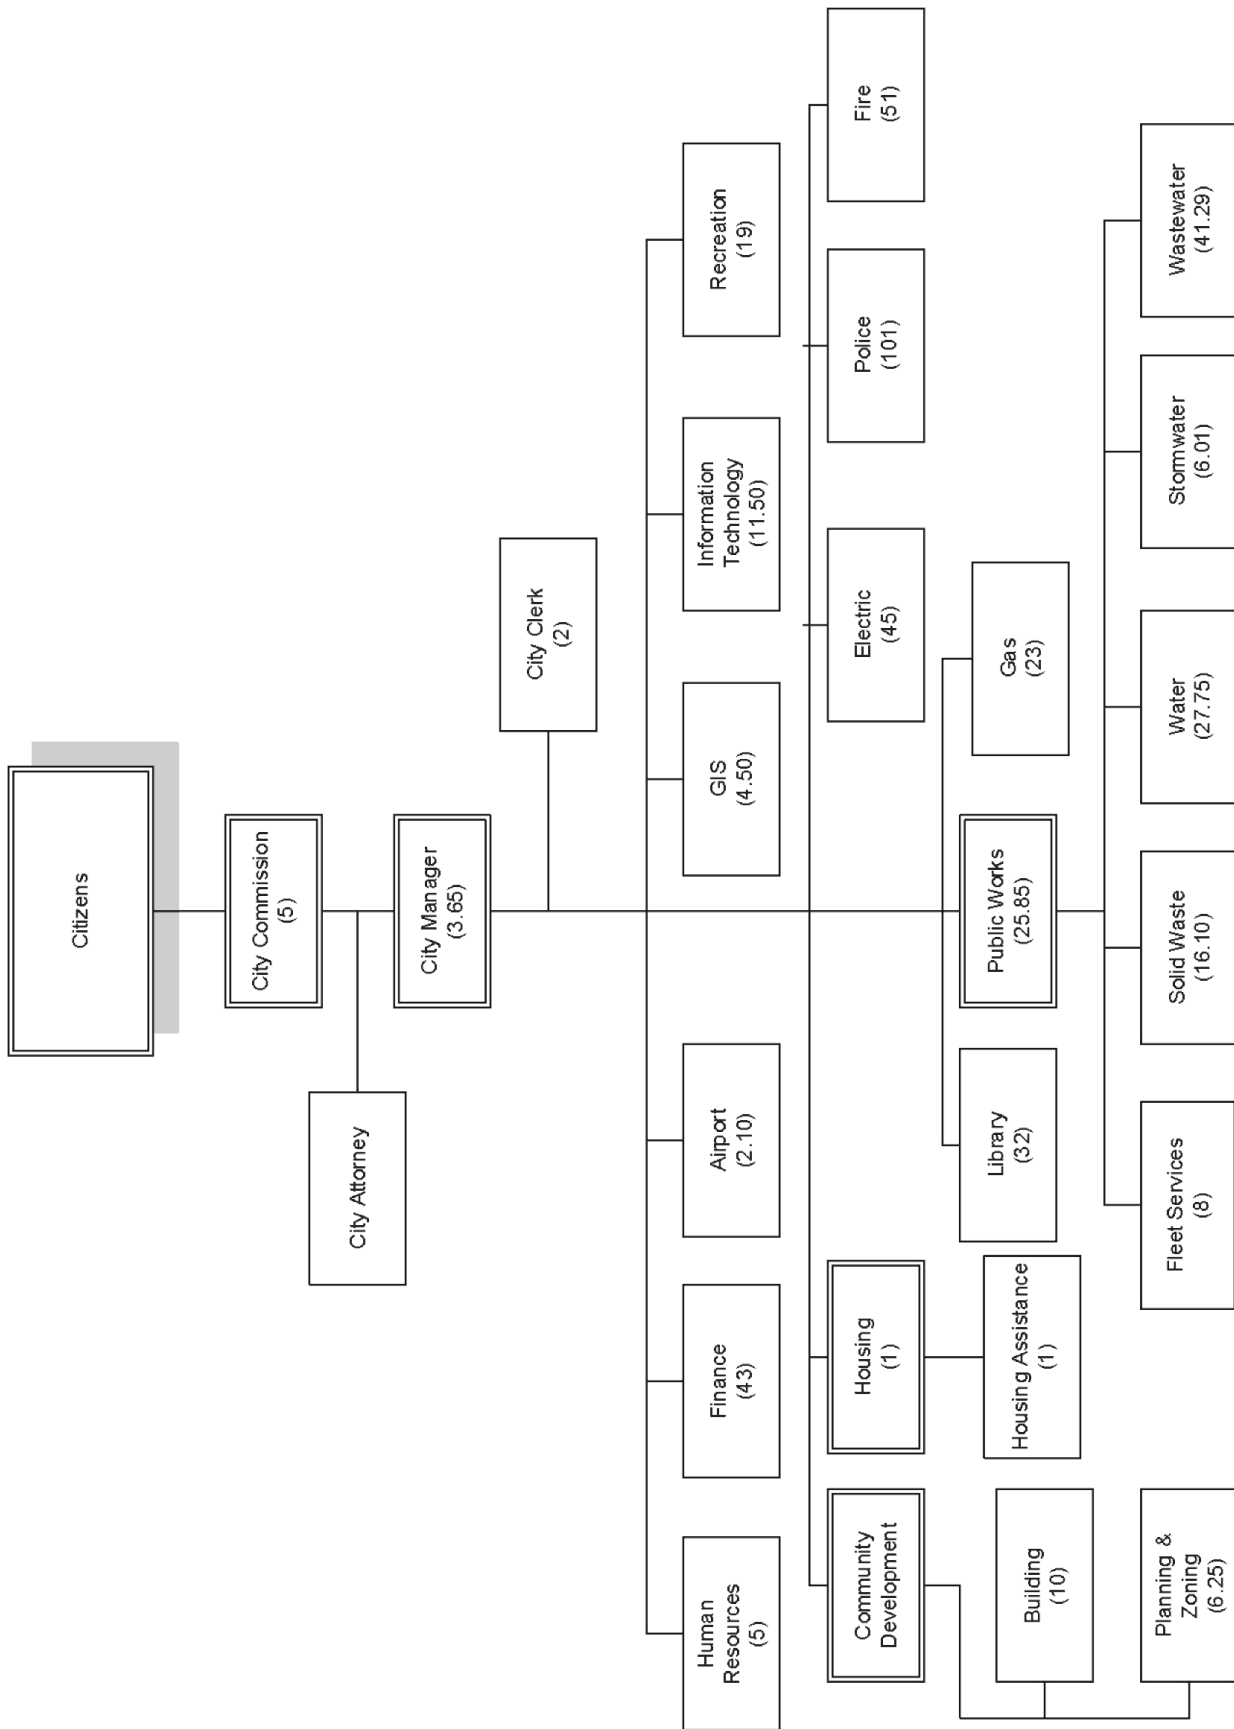 Citizens
City Commission
(5)
City Attorney
City Manager
(3.65)
City Clerk
(2)
Human
Resources
(5)
Finance
(43)
Airport
(2.10)
GIS
(4.50)
Information
Technology
(11.50)
Recreation
(19)
Community
Development
Housing
(1)
Electric
(45)
Police
(101)
Fire
(51)
Building
(10)
Planning &
Zoning
(6.25)
Housing Assistance
(1)
Library
(32)
Public Works
(25.85)
Gas
(23)
Fleet Services
(8)
Solid Waste
(16.10)
Water
(27.75)
Stormwater
(6.01)
Wastewater
(41.29)